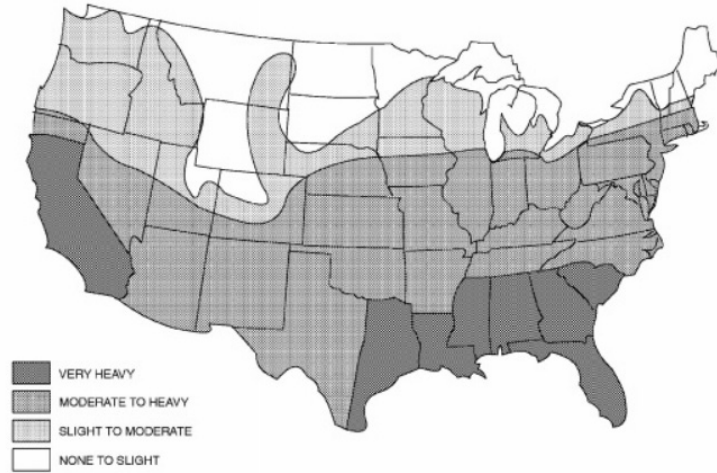 VERY HEAVY
MODERATE TO HEAVY
SLIGHT TO MODERATE
NONE TO SLIGHT